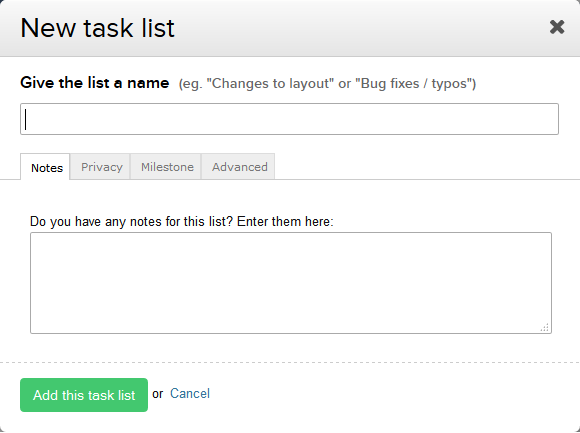 New task list
Give the list a name (eg. "Changes to layout" or "Bug fixes / typos")
Notes Privacy Milestone Advanced
Do you have any notes for this list? Enter them here:
Add this task list or Cancel